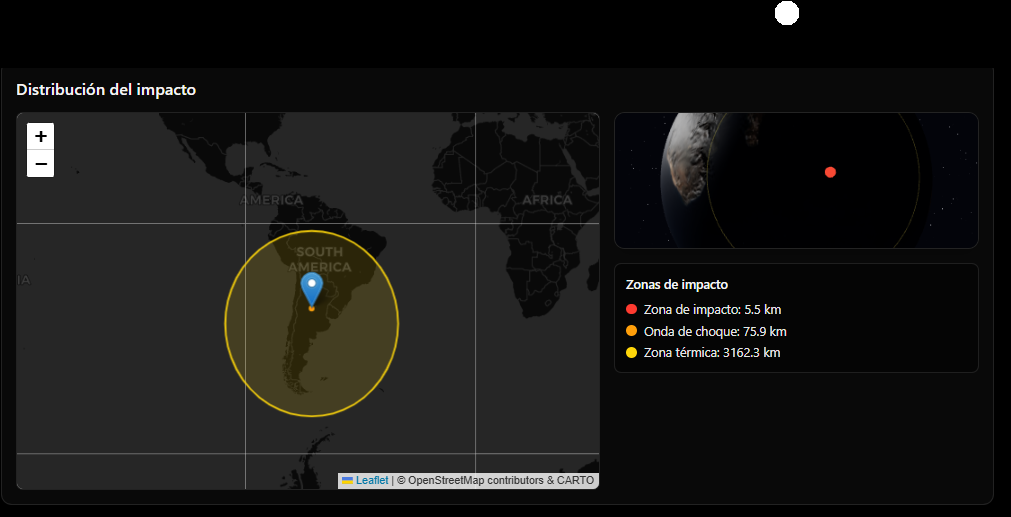 Distribución del impacto
+
−
AMERICA
AFRICA
SOUTH
AMERICA
IA
Leaflet | © OpenStreetMap contributors & CARTO
Zonas de impacto
Zona de impacto: 5.5 km
Onda de choque: 75.9 km
Zona térmica: 3162.3 km